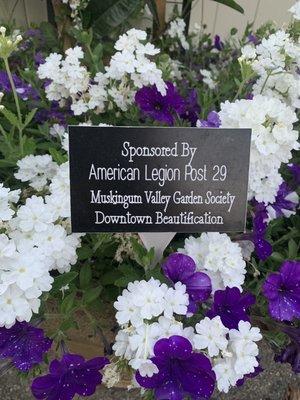 Sponsored By
American Legion Post 29
Muskingum Valley Garden Society
Downtown Beautification